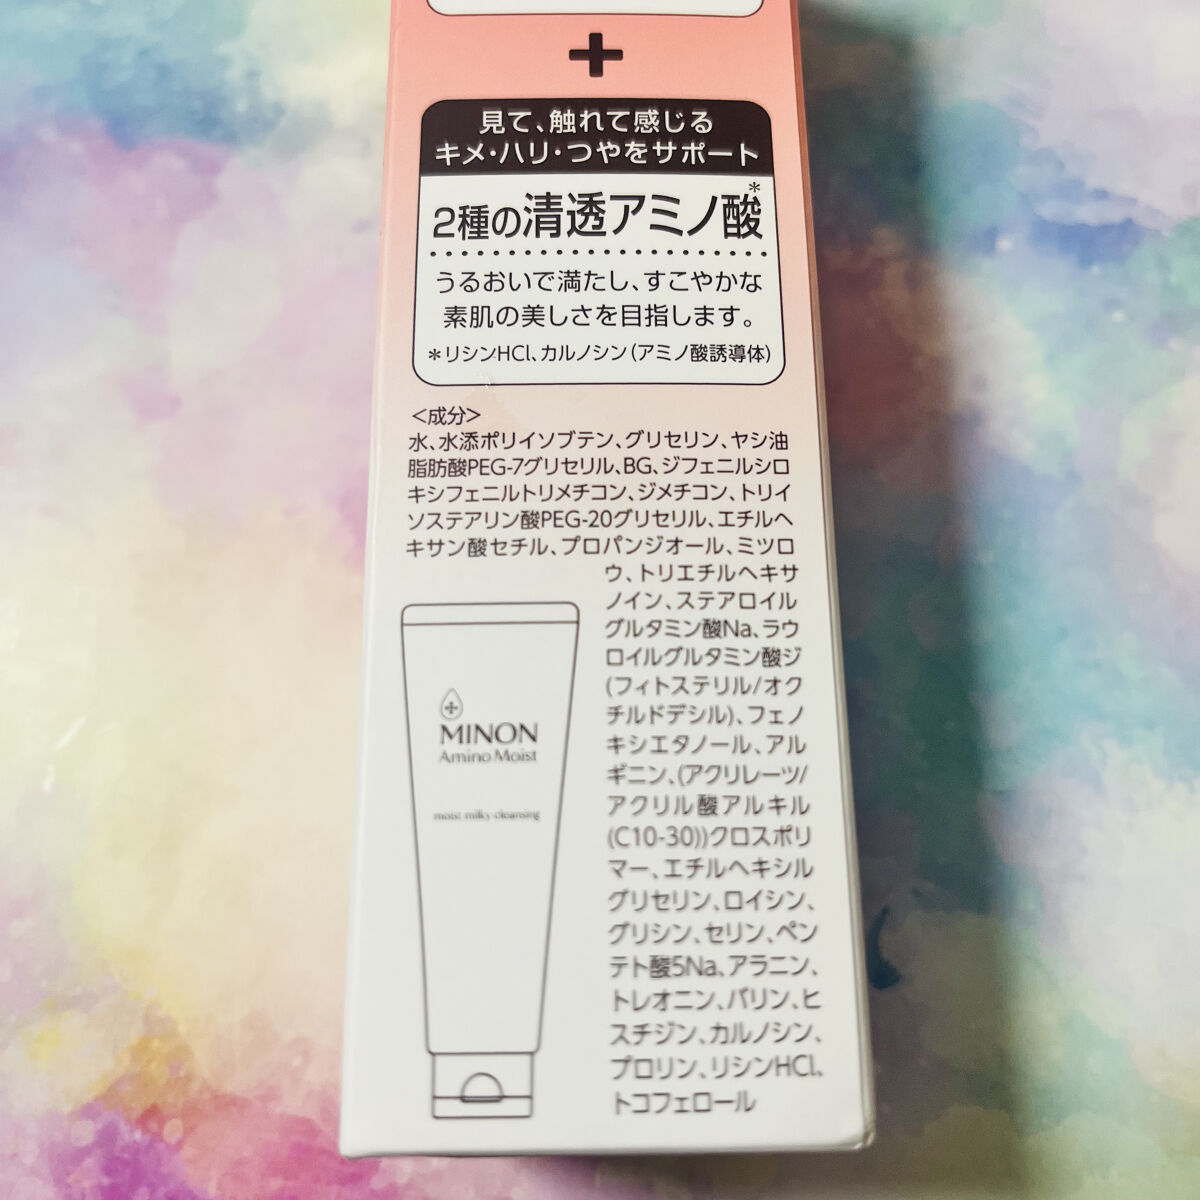 +
見て、触れて感じる
キメ・ハリ・つやをサポート
2種の清透アミノ酸*
うるおいで満たし、すこやかな
素肌の美しさを目指します。
*リシンHCl、カルノシン(アミノ酸誘導体)
<成分>
水、水添ポリイソブテン、グリセリン、ヤシ油
脂肪酸PEG-7グリセリル、BG、ジフェニルシロ
キシフェニルトリメチコン、ジメチコン、トリイ
ソステアリン酸PEG-20グリセリル、エチルヘ
キサン酸セチル、プロパンジオール、ミツロ
ウ、トリエチルヘキサ
ノイン、ステアロイル
グルタミン酸Na、ラウ
ロイルグルタミン酸ジ
(フィトステリル/オク
チルドデシル)、フェノ
キシエタノール、アル
ギニン、(アクリレーツ/
アクリル酸アルキル
(C10-30))クロスポリ
マー、エチルヘキシル
グリセリン、ロイシン、
グリシン、セリン、ペン
テト酸5Na、アラニン、
トレオニン、バリン、ヒ
スチジン、カルノシン、
プロリン、リシンHCl、
トコフェロール
MINON
Amino Moist
moist milky cleansing